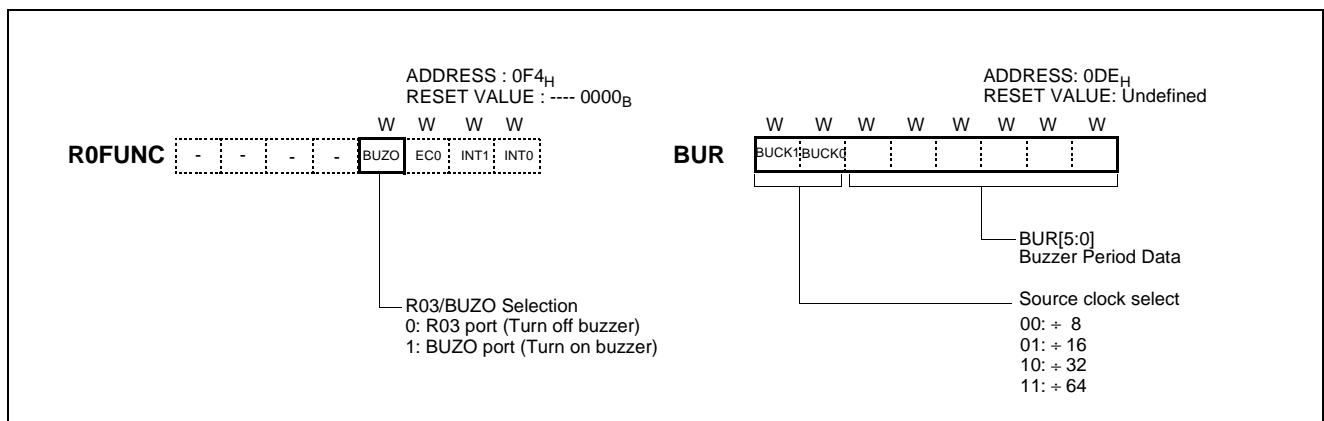 ADDRESS : 0F4H
RESET VALUE : ---- 0000B
W W W W
R0FUNC - - - - BUZO EC0 INT1 INT0
R03/BUZO Selection
0: R03 port (Turn off buzzer)
1: BUZO port (Turn on buzzer)
ADDRESS: 0DEH
RESET VALUE: Undefined
W W W W W W W W
BUR BUCK1 BUCK0
BUR[5:0]
Buzzer Period Data
Source clock select
00: ÷ 8
01: ÷ 16
10: ÷ 32
11: ÷ 64